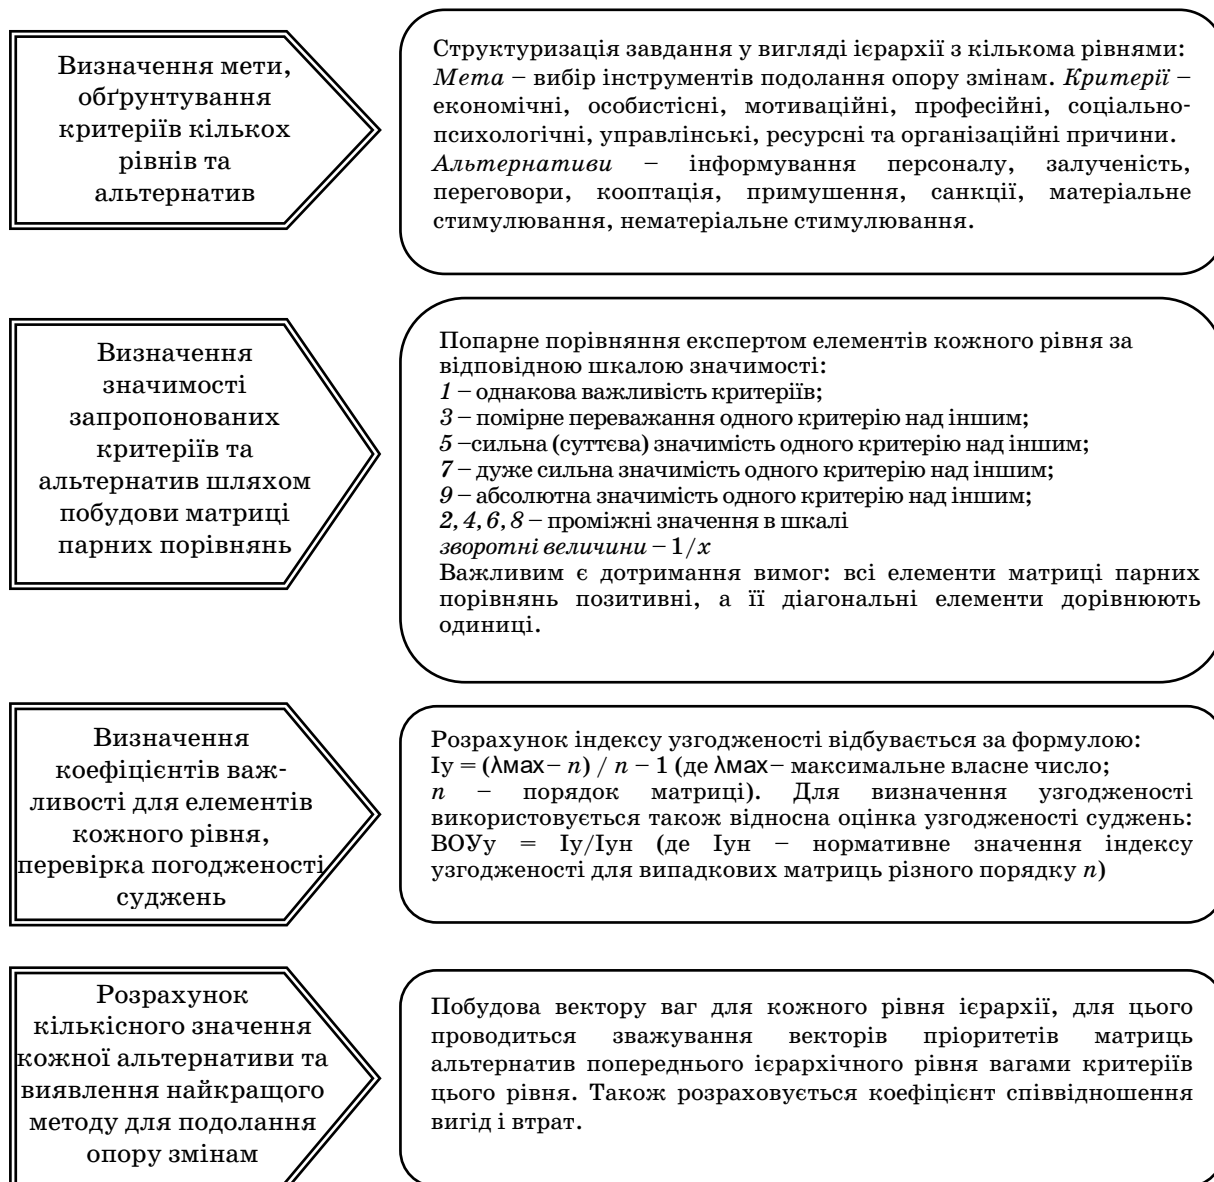 Визначення мети,
обґрунтування
критеріїв кількох
рівнів та
альтернатив
Структуризація завдання у вигляді ієрархії з кількома рівнями:
Мета – вибір інструментів подолання опору змінам. Критерії –
економічні, особистісні, мотиваційні, професійні, соціально-
психологічні, управлінські, ресурсні та організаційні причини.
Альтернативи – інформування персоналу, залученість,
переговори, кооптація, примушення, санкції, матеріальне
стимулювання, нематеріальне стимулювання.
Визначення
значимості
запропонованих
критеріїв та
альтернатив шляхом
побудови матриці
парних порівнянь
Попарне порівняння експертом елементів кожного рівня за
відповідною шкалою значимості:
1 – однакова важливість критеріїв;
3 – помірне переважання одного критерію над іншим;
5 –сильна (суттєва) значимість одного критерію над іншим;
7 – дуже сильна значимість одного критерію над іншим;
9 – абсолютна значимість одного критерію над іншим;
2, 4, 6, 8 – проміжні значення в шкалі
зворотні величини – 1/x
Важливим є дотримання вимог: всі елементи матриці парних
порівнянь позитивні, а її діагональні елементи дорівнюють
одиниці.
Визначення
коефіцієнтів важ-
ливості для елементів
кожного рівня,
перевірка погодженості
суджень
Розрахунок індексу узгодженості відбувається за формулою:
Іу = (λмах– n) / n – 1 (де λмах– максимальне власне число;
n – порядок матриці). Для визначення узгодженості
використовується також відносна оцінка узгодженості суджень:
ВОУу = Іу/Іун (де Іун – нормативне значення індексу
узгодженості для випадкових матриць різного порядку n)
Розрахунок
кількісного значення
кожної альтернативи та
виявлення найкращого
методу для подолання
опору змінам
Побудова вектору ваг для кожного рівня ієрархії, для цього
проводиться зважування векторів пріоритетів матриць
альтернатив попереднього ієрархічного рівня вагами критеріїв
цього рівня. Також розраховується коефіцієнт співвідношення
вигід і втрат.